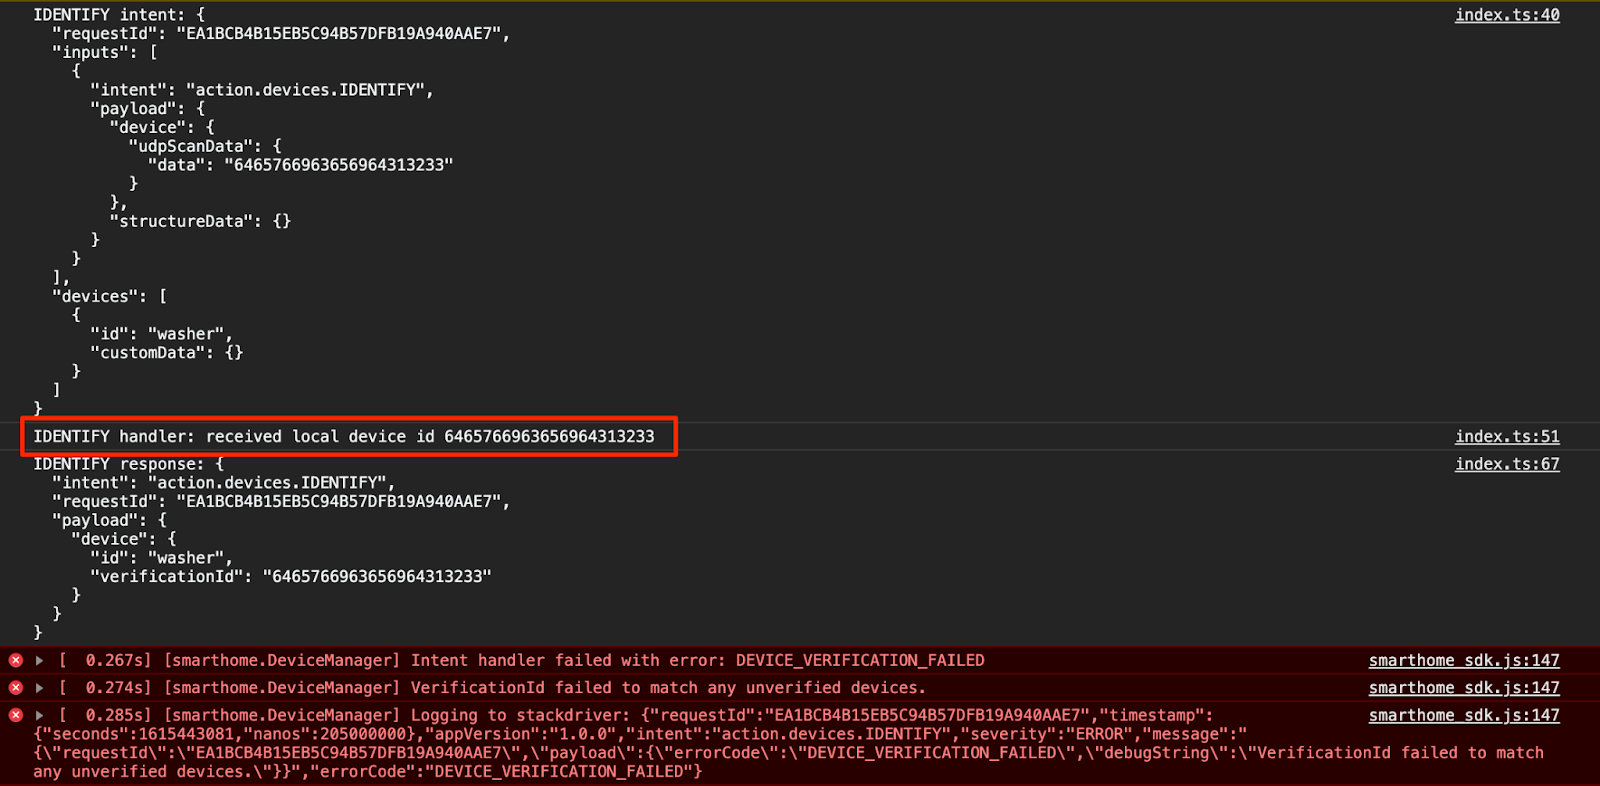 IDENTIFY intent: { index.ts:40
"requestId": "EA1BCB4B15EB5C94B57DFB19A940AAE7",
"inputs": [
{
"intent": "action.devices.IDENTIFY",
"payload": {
"device": {
"udpScanData": {
"data": "6465766963656964313233"
}
},
"structureData": {}
}
}
],
"devices": [
{
"id": "washer",
"customData": {}
}
]
}
IDENTIFY handler: received local device id 6465766963656964313233 index.ts:51
IDENTIFY response: { index.ts:67
"intent": "action.devices.IDENTIFY",
"requestId": "EA1BCB4B15EB5C94B57DFB19A940AAE7",
"payload": {
"device": {
"id": "washer",
"verificationId": "6465766963656964313233"
}
}
}
[ 0.267s] [smarthome.DeviceManager] Intent handler failed with error: DEVICE_VERIFICATION_FAILED smarthome_sdk.js:147
[ 0.274s] [smarthome.DeviceManager] VerificationId failed to match any unverified devices. smarthome_sdk.js:147
[ 0.285s] [smarthome.DeviceManager] Logging to stackdriver: {"requestId":"EA1BCB4B15EB5C94B57DFB19A940AAE7","timestamp": smarthome_sdk.js:147
{"seconds":1615443081,"nanos":205000000},"appVersion":"1.0.0","intent":"action.devices.IDENTIFY","severity":"ERROR","message":"
{\"requestId\":\"EA1BCB4B15EB5C94B57DFB19A940AAE7\",\"payload\":{\"errorCode\":\"DEVICE_VERIFICATION_FAILED\",\"debugString\":\"VerificationId failed to match
any unverified devices.\"}}","errorCode":"DEVICE_VERIFICATION_FAILED"}